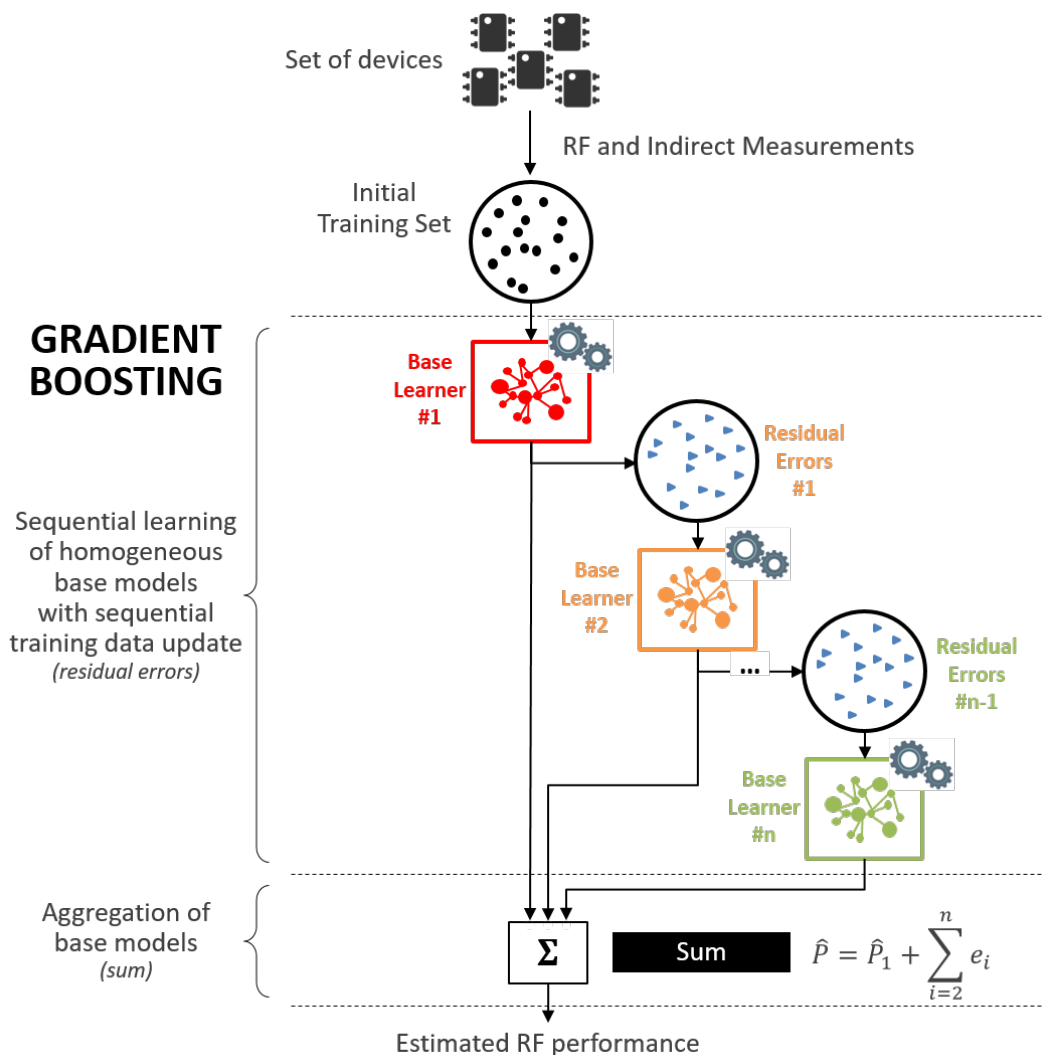 Set of devices
RF and Indirect Measurements
Initial
Training Set
GRADIENT
BOOSTING
Base
Learner
#1
Residual
Errors
#1
Sequential learning
of homogeneous
base models
with sequential
training data update
(residual errors)
Base
Learner
#2
...
Residual
Errors
#n-1
Base
Learner
#n
Aggregation of
base models
(sum)
Σ
Sum
P̂ = P̂₁ + ∑ᵢ₌₂ⁿ eᵢ
Estimated RF performance